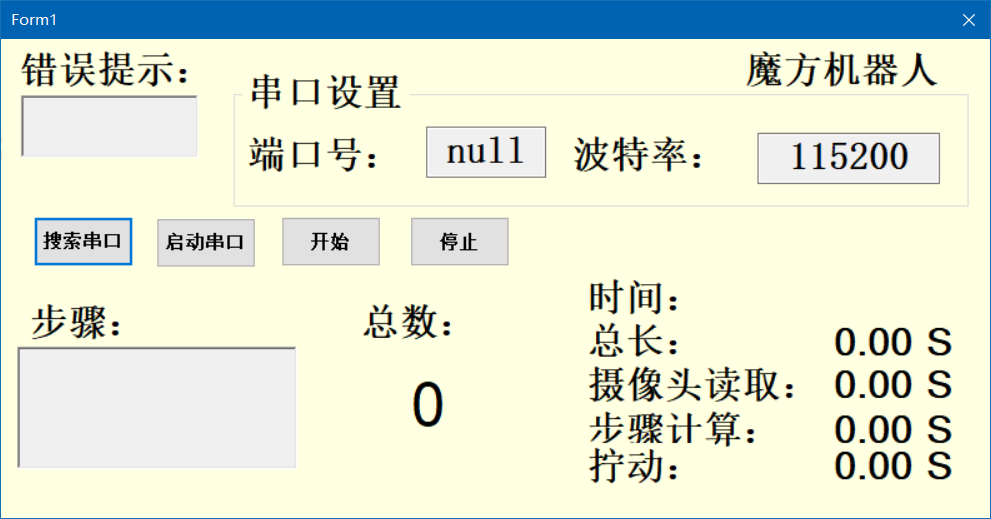 Form1
错误提示：
魔方机器人
串口设置
端口号： null 波特率： 115200
搜索串口 启动串口 开始 停止
步骤：
总数：
0
时间：
总长： 0.00 S
摄像头读取： 0.00 S
步骤计算： 0.00 S
拧动： 0.00 S